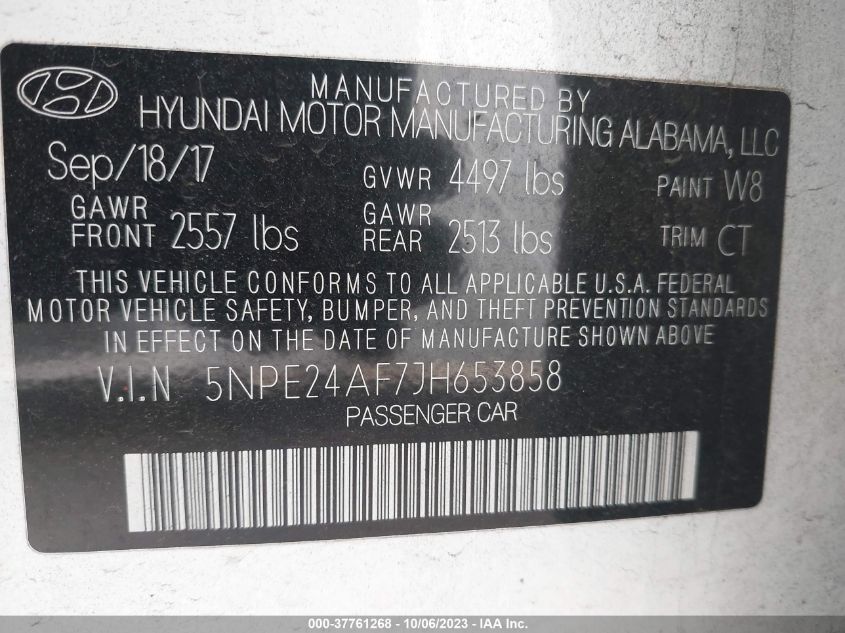 MANUFACTURED BY
HYUNDAI MOTOR MANUFACTURING ALABAMA, LLC
Sep/18/17 GVWR 4497 lbs PAINT W8
GAWR FRONT 2557 lbs GAWR REAR 2513 lbs TRIM CT
THIS VEHICLE CONFORMS TO ALL APPLICABLE U.S.A. FEDERAL
MOTOR VEHICLE SAFETY, BUMPER, AND THEFT PREVENTION STANDARDS
IN EFFECT ON THE DATE OF MANUFACTURE SHOWN ABOVE
V.I.N 5NPE24AF7JH653858
PASSENGER CAR
000-37761268 - 10/06/2023 - IAA Inc.